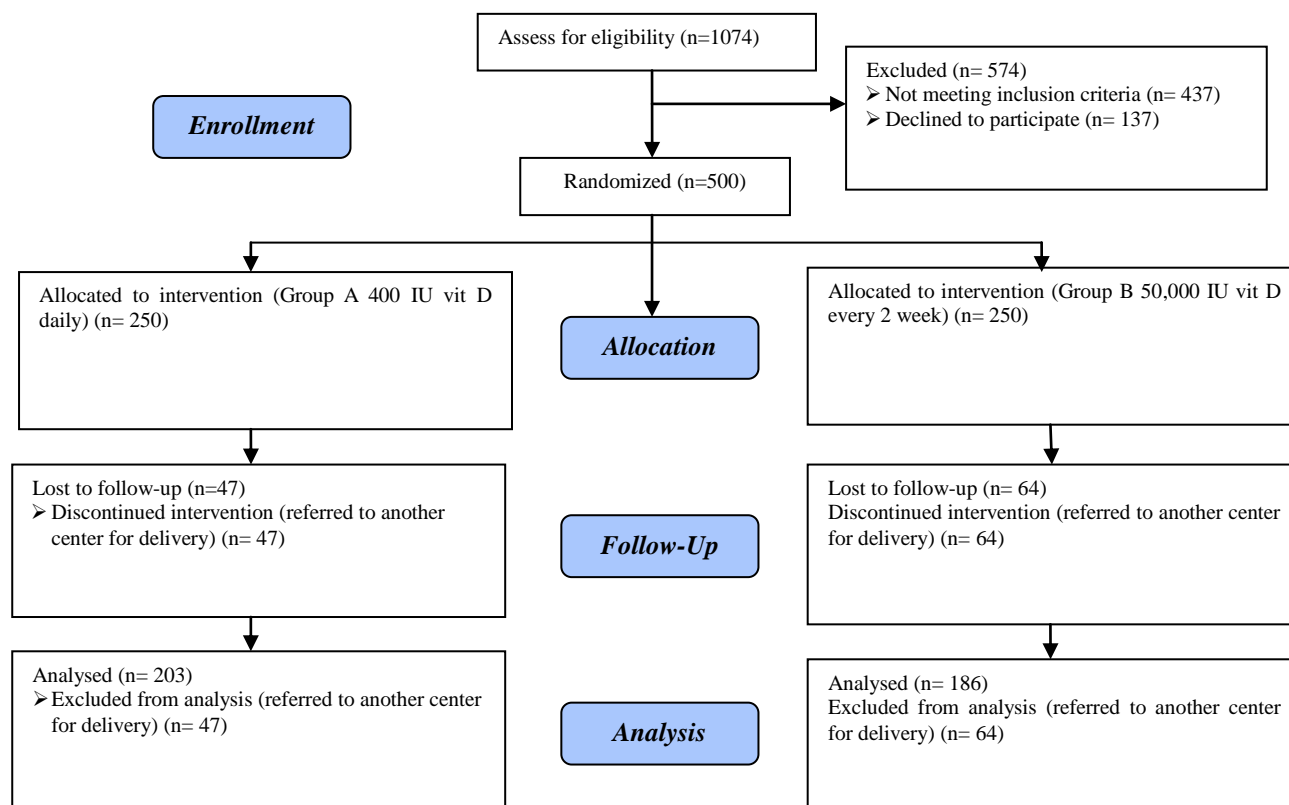 Assess for eligibility (n=1074)
Excluded (n= 574)
➢ Not meeting inclusion criteria (n= 437)
➢ Declined to participate (n= 137)
Enrollment
Randomized (n=500)
Allocated to intervention (Group A 400 IU vit D
daily) (n= 250)
Allocated to intervention (Group B 50,000 IU vit D
every 2 week) (n= 250)
Allocation
Lost to follow-up (n=47)
➢ Discontinued intervention (referred to another
center for delivery) (n= 47)
Lost to follow-up (n= 64)
Discontinued intervention (referred to another center
for delivery) (n= 64)
Follow-Up
Analysed (n= 203)
➢ Excluded from analysis (referred to another center
for delivery) (n= 47)
Analysed (n= 186)
Excluded from analysis (referred to another center
for delivery) (n= 64)
Analysis